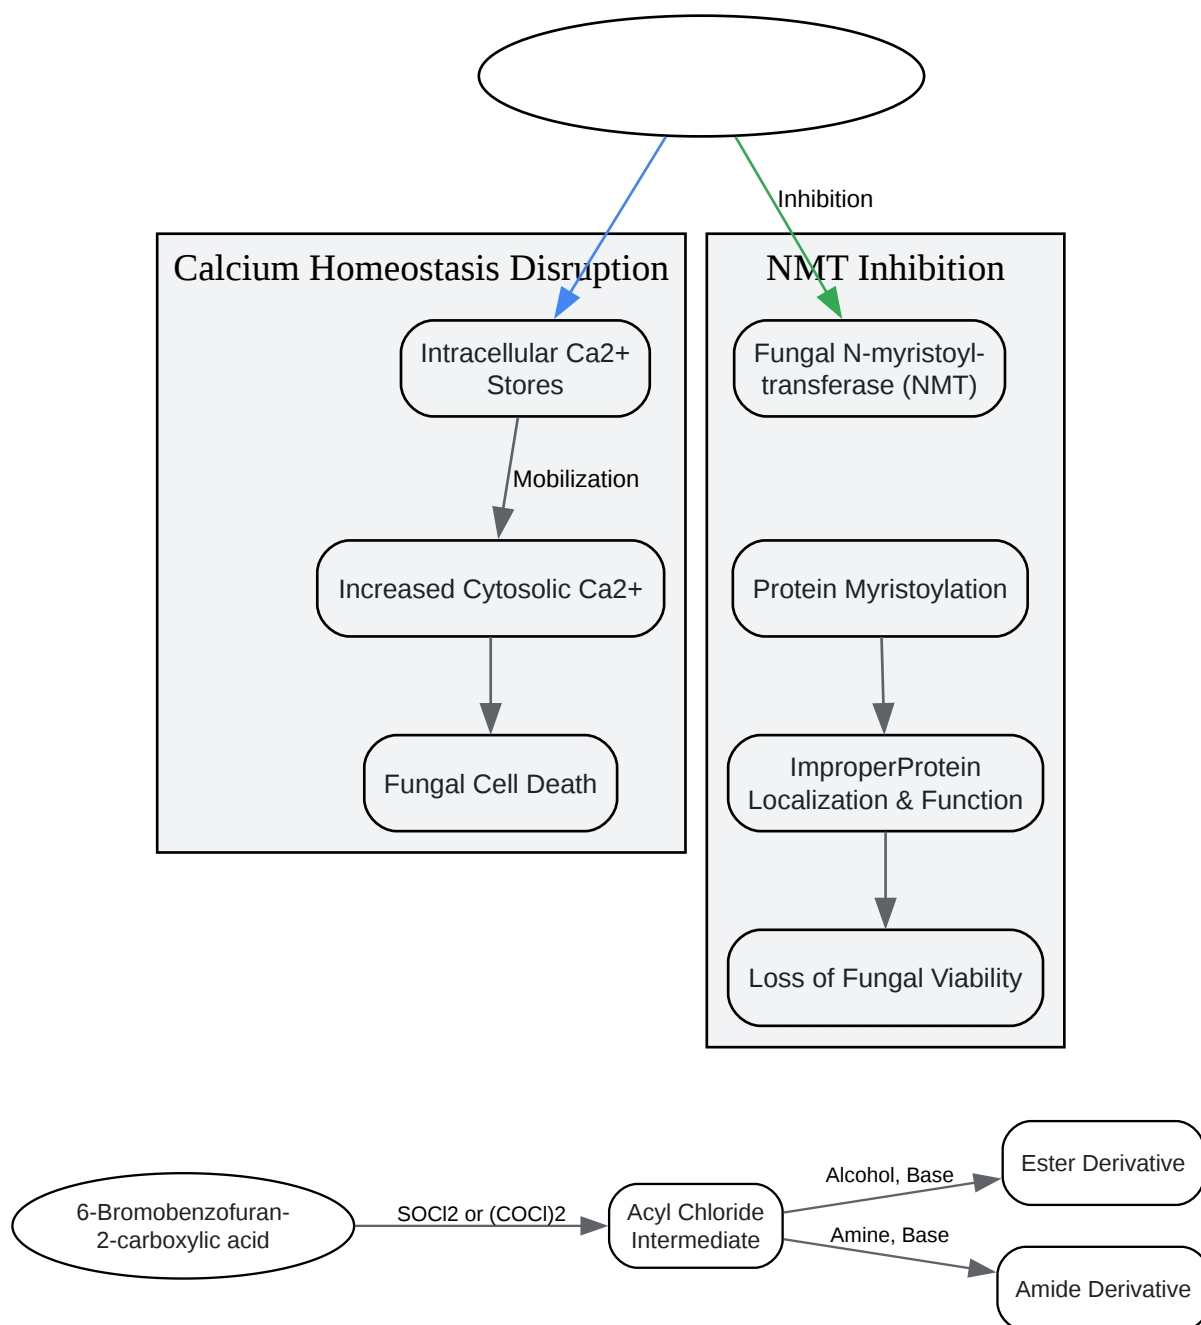 Inhibition
Calcium Homeostasis Disruption
NMT Inhibition
Intracellular Ca2+
Stores
Fungal N-myristoyl-
transferase (NMT)
Mobilization
Increased Cytosolic Ca2+
Protein Myristoylation
Fungal Cell Death
ImproperProtein
Localization & Function
Loss of Fungal Viability
6-Bromobenzofuran-
2-carboxylic acid
SOCl2 or (COCl)2
Acyl Chloride
Intermediate
Alcohol, Base
Ester Derivative
Amine, Base
Amide Derivative